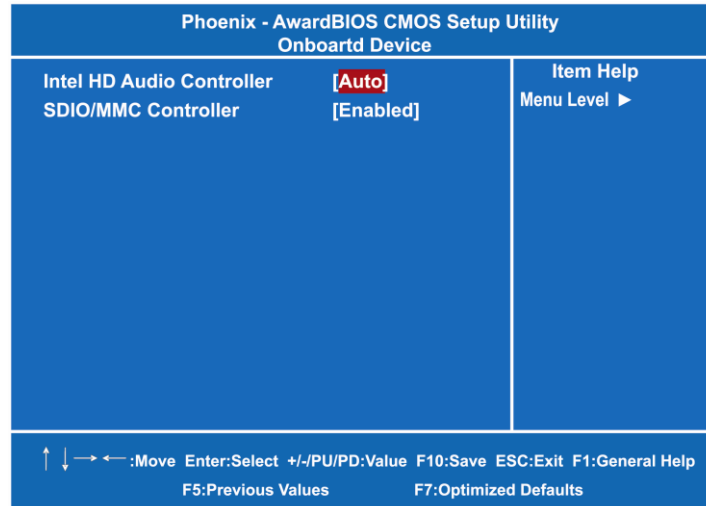 Phoenix - AwardBIOS CMOS Setup Utility
Onboartd Device
Intel HD Audio Controller [Auto]
SDIO/MMC Controller [Enabled]
Item Help
Menu Level ►
↑ ↓ → ← :Move Enter:Select +/-/PU/PD:Value F10:Save ESC:Exit F1:General Help
F5:Previous Values F7:Optimized Defaults